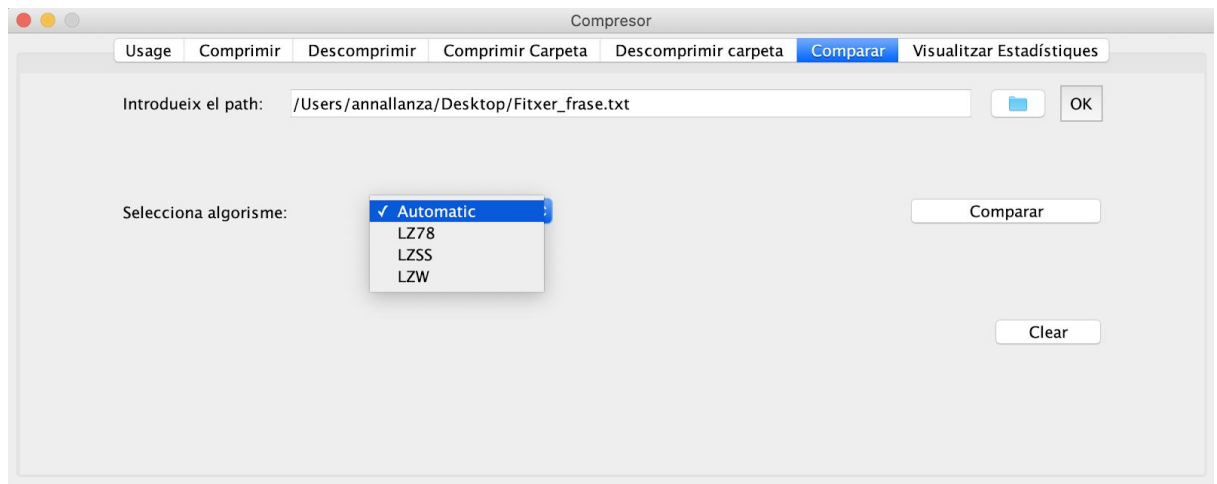 Compresor
Usage Comprimir Descomprimir Comprimir Carpeta Descomprimir carpeta Comparar Visualitzar Estadístiques
Introdueix el path: /Users/annallanza/Desktop/Fitxer_frase.txt OK
Selecciona algorisme: ✓ Automatic Comparar
LZ78
LZSS
LZW
Clear